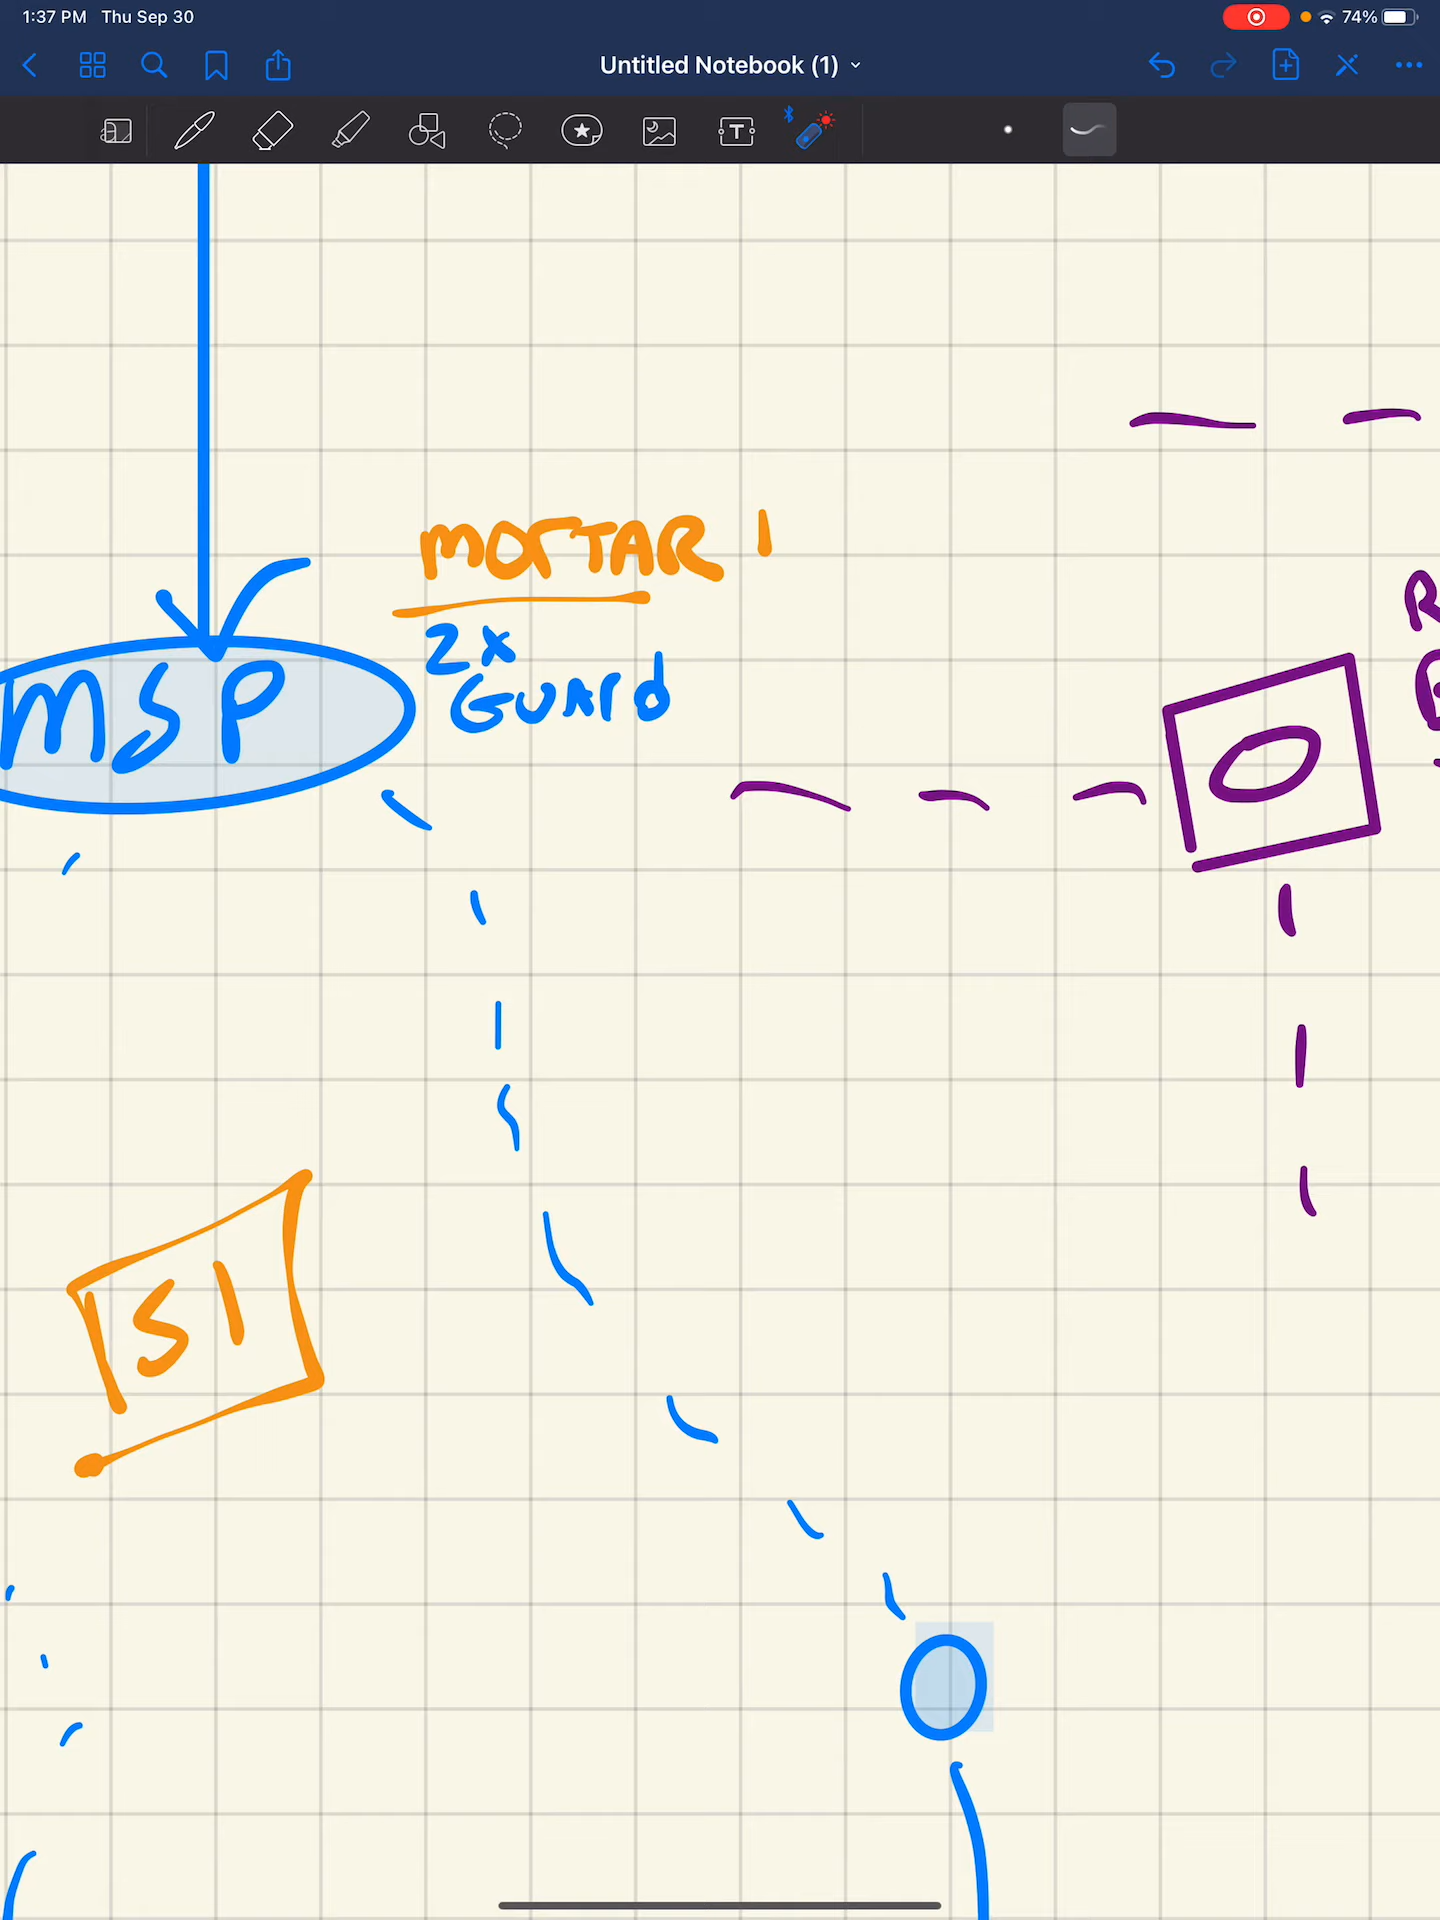 1:37 PM Thu Sep 30
74%
Untitled Notebook (1)
T
MORTAR 1
2x
GUARD
MSP
R
O
S1